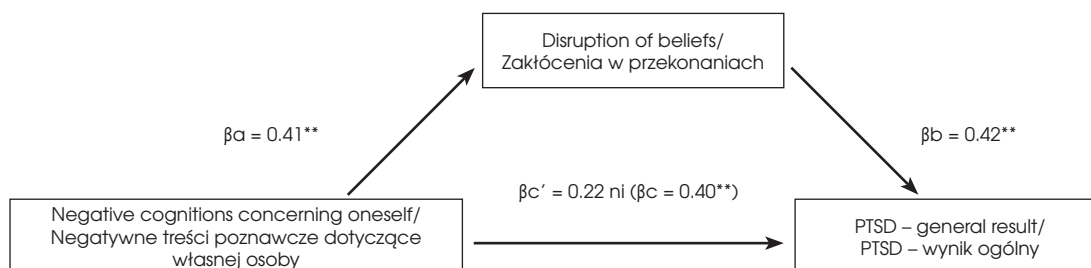 Disruption of beliefs/
Zakłócenia w przekonaniach
βa = 0.41**
βb = 0.42**
βc′ = 0.22 ni (βc = 0.40**)
Negative cognitions concerning oneself/
Negatywne treści poznawcze dotyczące
własnej osoby
PTSD – general result/
PTSD – wynik ogólny